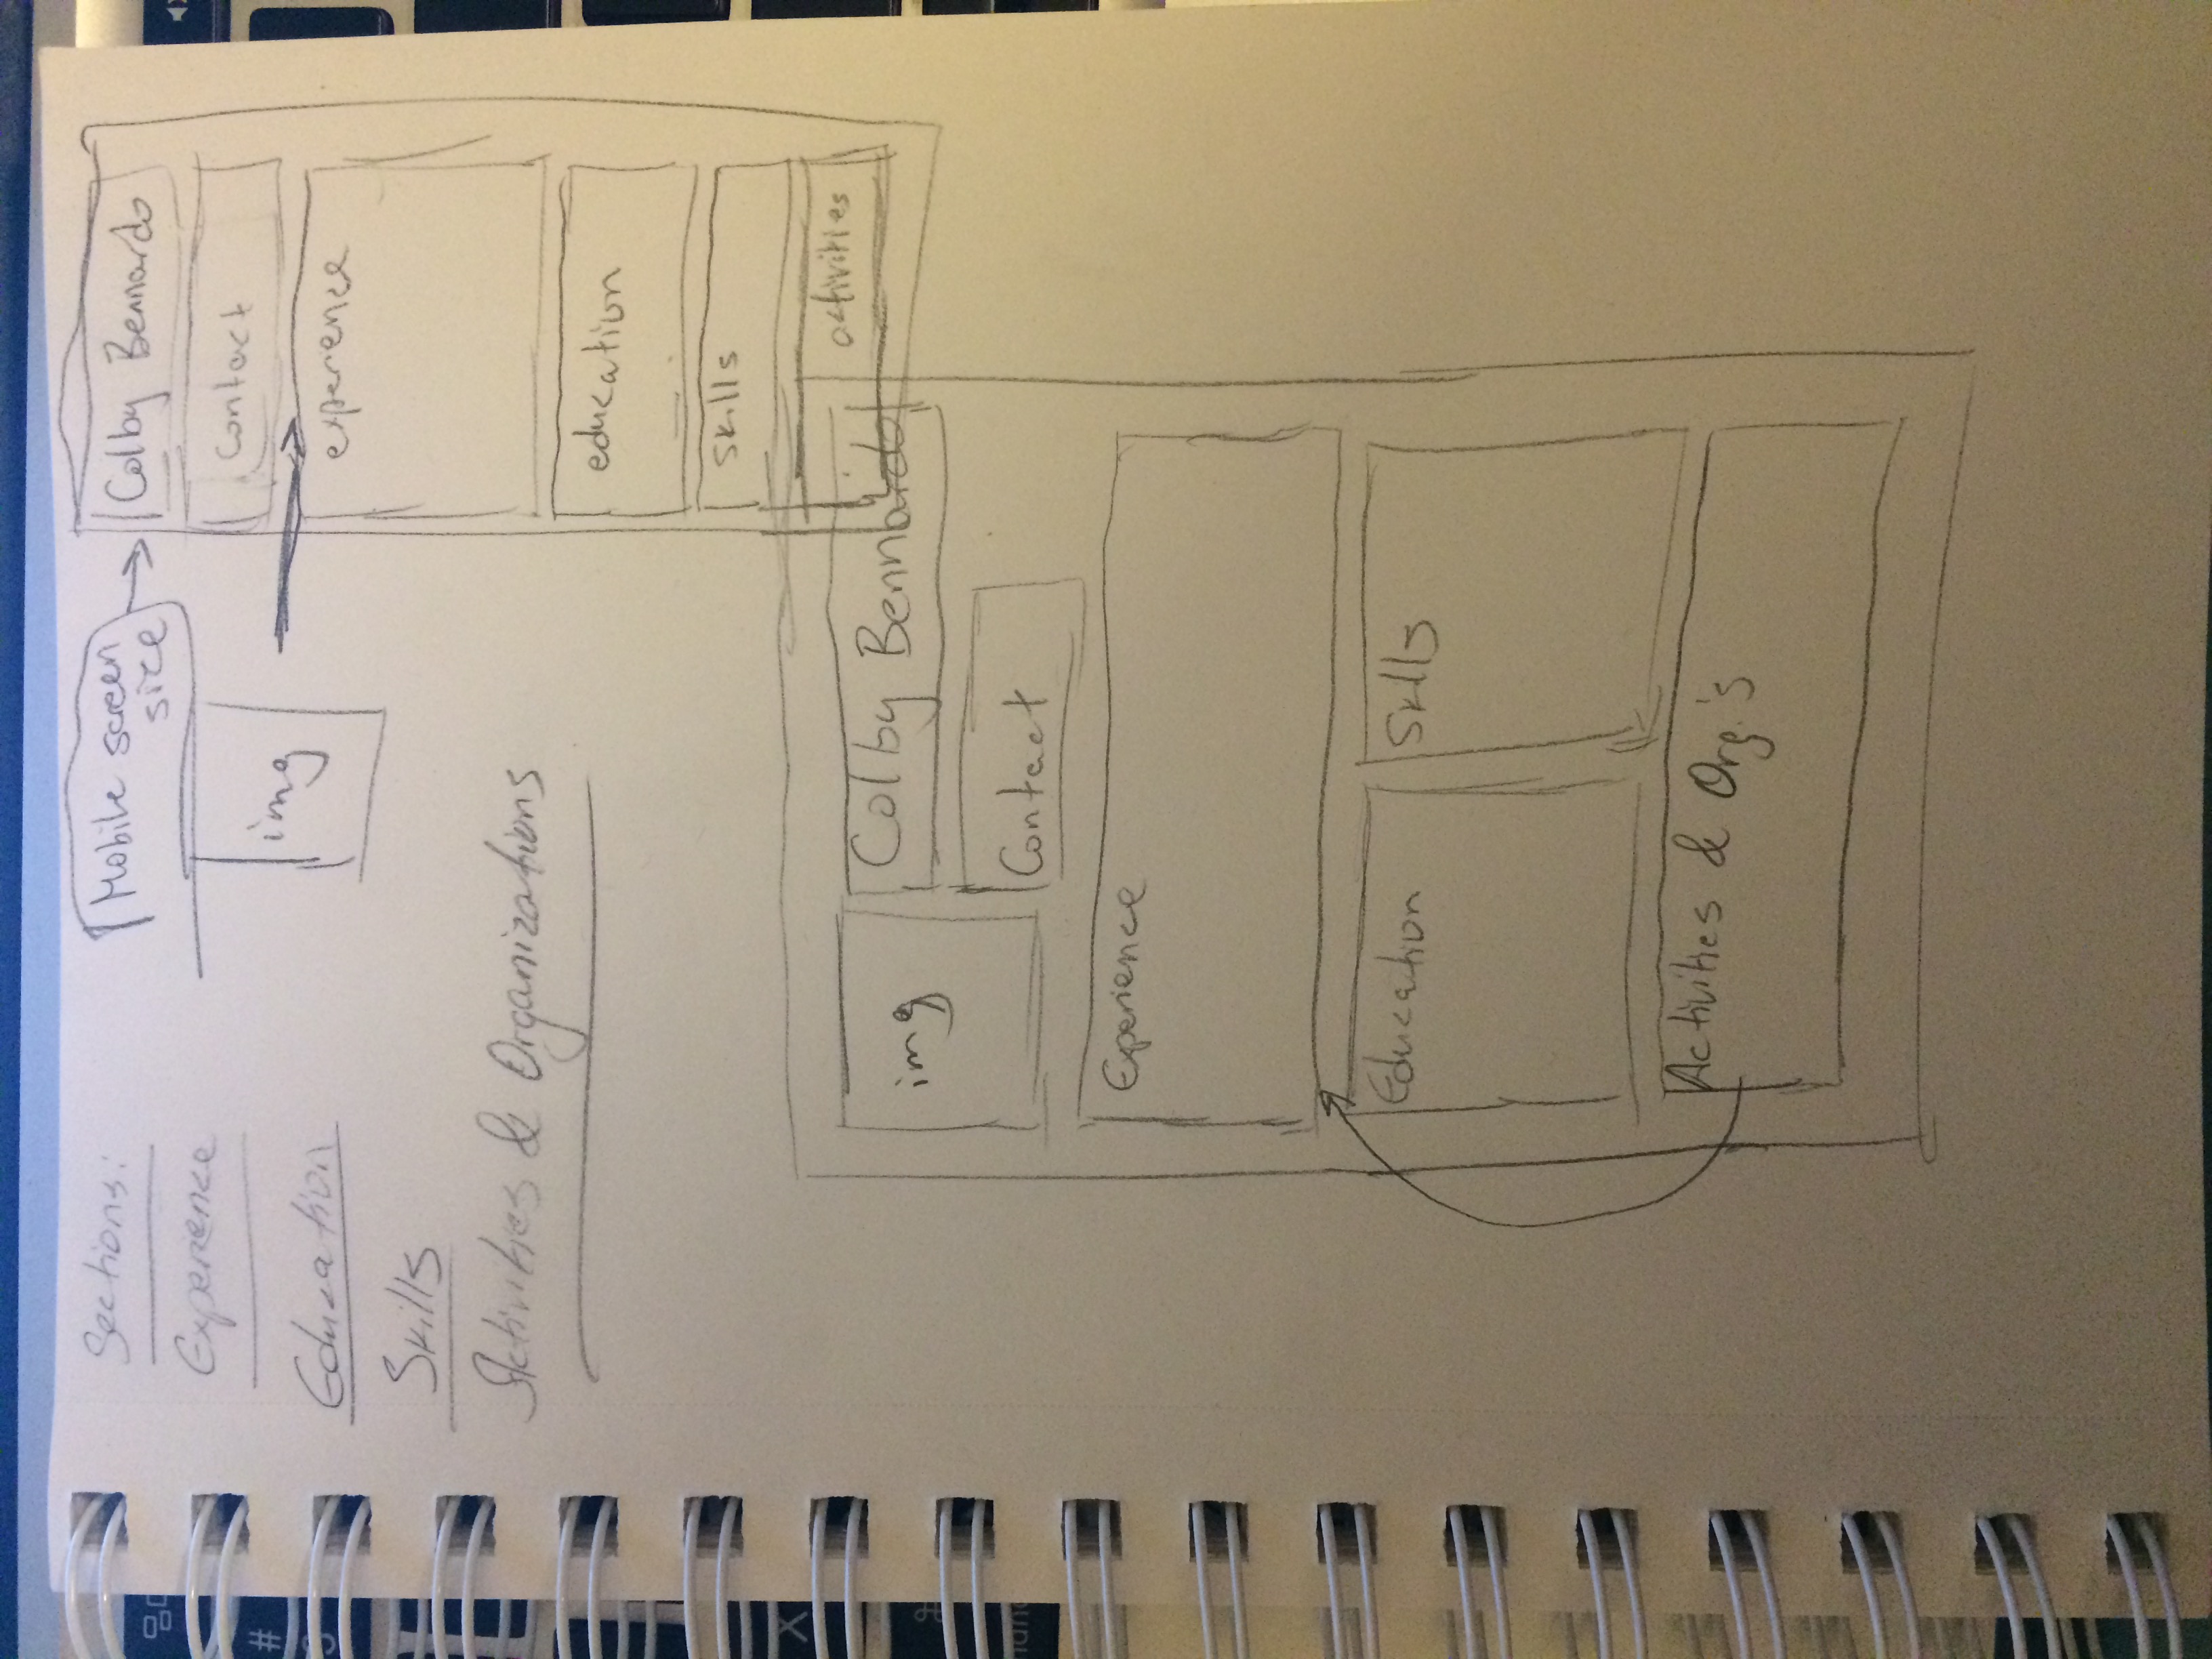 Sections:
Experience
Education
Skills
Activities & Organizations
Mobile screen
size
img
Colby Bennardo
Contact
experience
education
skills
activities
img
Colby Bennardo
Contact
Experience
Education
Skills
Activities & Org.'s
#
3
X
⌘